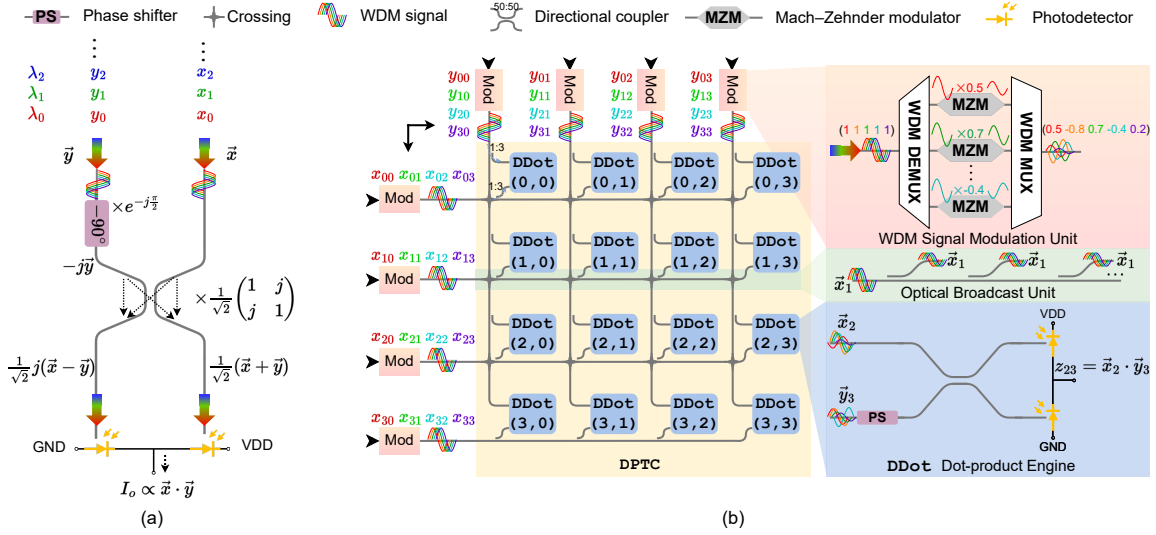 PS Phase shifter
Crossing
WDM signal
50:50
Directional coupler
MZM Mach–Zehnder modulator
Photodetector
⋮ ⋮
λ₂ y₂ x₂
λ₁ y₁ x₁
λ₀ y₀ x₀
y⃗ x⃗
−90°
×e^{−jπ/2}
−jy⃗
×1/√2 (1 j
j 1)
1/√2 j(x⃗ − y⃗)
1/√2 (x⃗ + y⃗)
GND VDD
I_o ∝ x⃗ · y⃗
(a)
y₀₀ y₀₁ y₀₂ y₀₃
y₁₀ y₁₁ y₁₂ y₁₃
y₂₀ y₂₁ y₂₂ y₂₃
y₃₀ y₃₁ y₃₂ y₃₃
Mod Mod Mod Mod
1:3
1:3
x₀₀ x₀₁ x₀₂ x₀₃
Mod
DDot (0,0)
DDot (0,1)
DDot (0,2)
DDot (0,3)
x₁₀ x₁₁ x₁₂ x₁₃
Mod
DDot (1,0)
DDot (1,1)
DDot (1,2)
DDot (1,3)
x₂₀ x₂₁ x₂₂ x₂₃
Mod
DDot (2,0)
DDot (2,1)
DDot (2,2)
DDot (2,3)
x₃₀ x₃₁ x₃₂ x₃₃
Mod
DDot (3,0)
DDot (3,1)
DDot (3,2)
DDot (3,3)
DPTC
(b)
(1 1 1 1 1)
WDM DEMUX
×0.5
MZM
×0.7
MZM
⋯
×-0.4
MZM
WDM MUX
(0.5 -0.8 0.7 -0.4 0.2)
WDM Signal Modulation Unit
x⃗₁ x⃗₁ x⃗₁ x⃗₁
⋯
Optical Broadcast Unit
x⃗₂
y⃗₃
PS
VDD
z₂₃ = x⃗₂ · y⃗₃
GND
DDot Dot-product Engine